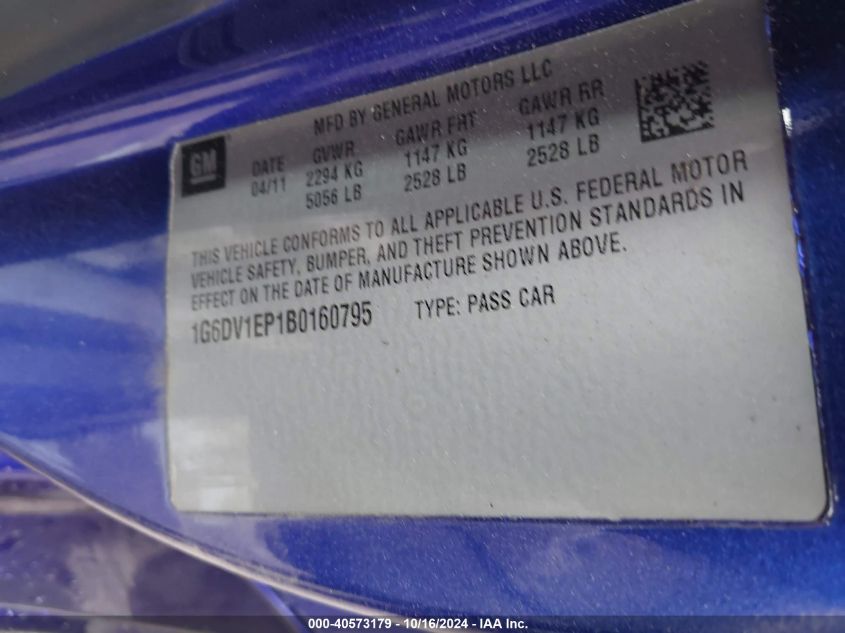 MFD BY GENERAL MOTORS LLC
GM DATE GVWR GAWR FRT GAWR RR
04/11 2294 KG 1147 KG 1147 KG
5056 LB 2528 LB 2528 LB
THIS VEHICLE CONFORMS TO ALL APPLICABLE U.S. FEDERAL MOTOR
VEHICLE SAFETY, BUMPER, AND THEFT PREVENTION STANDARDS IN
EFFECT ON THE DATE OF MANUFACTURE SHOWN ABOVE.
1G6DV1EP1B0160795 TYPE: PASS CAR
000-40573179 - 10/16/2024 - IAA Inc.